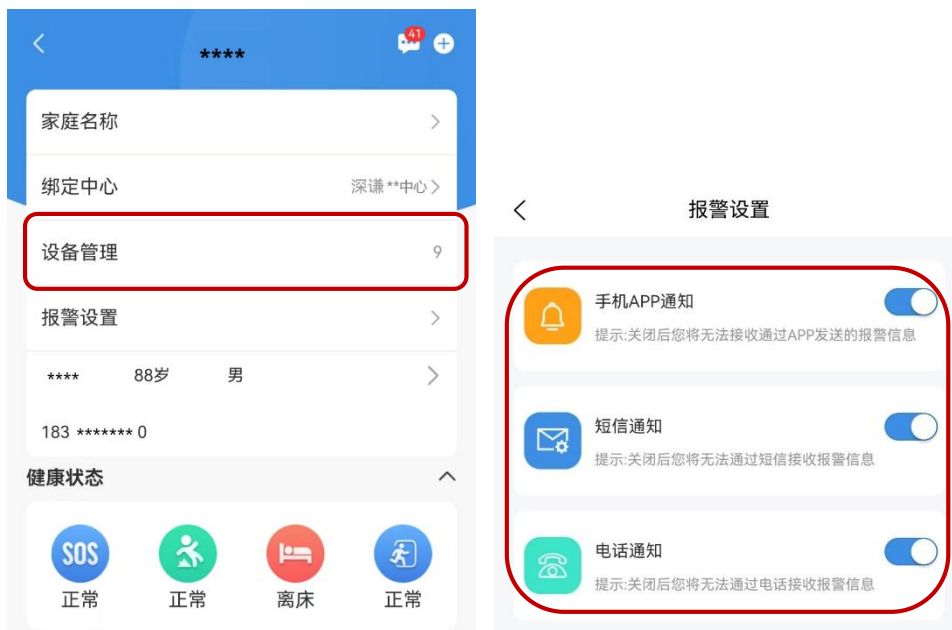 41
****
家庭名称
绑定中心 深谦**中心
设备管理 9
报警设置
**** 88岁 男
183 ******* 0
健康状态
SOS
正常 正常 离床 正常
报警设置
手机APP通知
提示:关闭后您将无法接收通过APP发送的报警信息
短信通知
提示:关闭后您将无法通过短信接收报警信息
电话通知
提示:关闭后您将无法通过电话接收报警信息